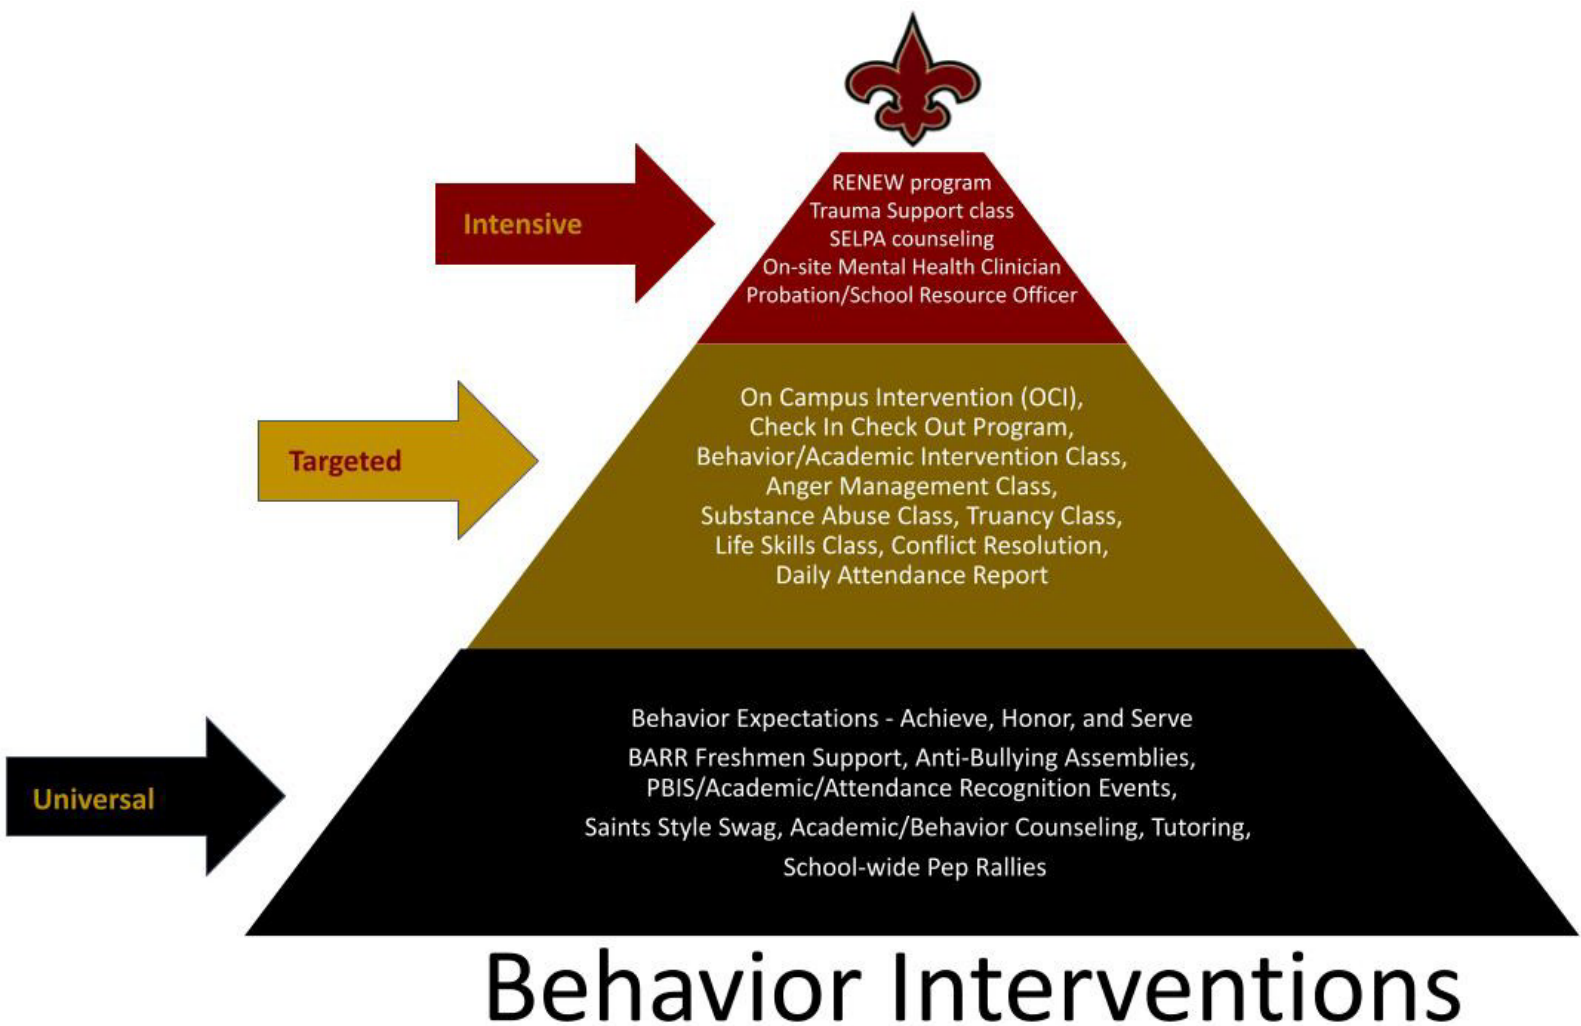 Intensive
RENEW program
Trauma Support class
SELPA counseling
On-site Mental Health Clinician
Probation/School Resource Officer
Targeted
On Campus Intervention (OCI),
Check In Check Out Program,
Behavior/Academic Intervention Class,
Anger Management Class,
Substance Abuse Class, Truancy Class,
Life Skills Class, Conflict Resolution,
Daily Attendance Report
Universal
Behavior Expectations - Achieve, Honor, and Serve
BARR Freshmen Support, Anti-Bullying Assemblies,
PBIS/Academic/Attendance Recognition Events,
Saints Style Swag, Academic/Behavior Counseling, Tutoring,
School-wide Pep Rallies
Behavior Interventions